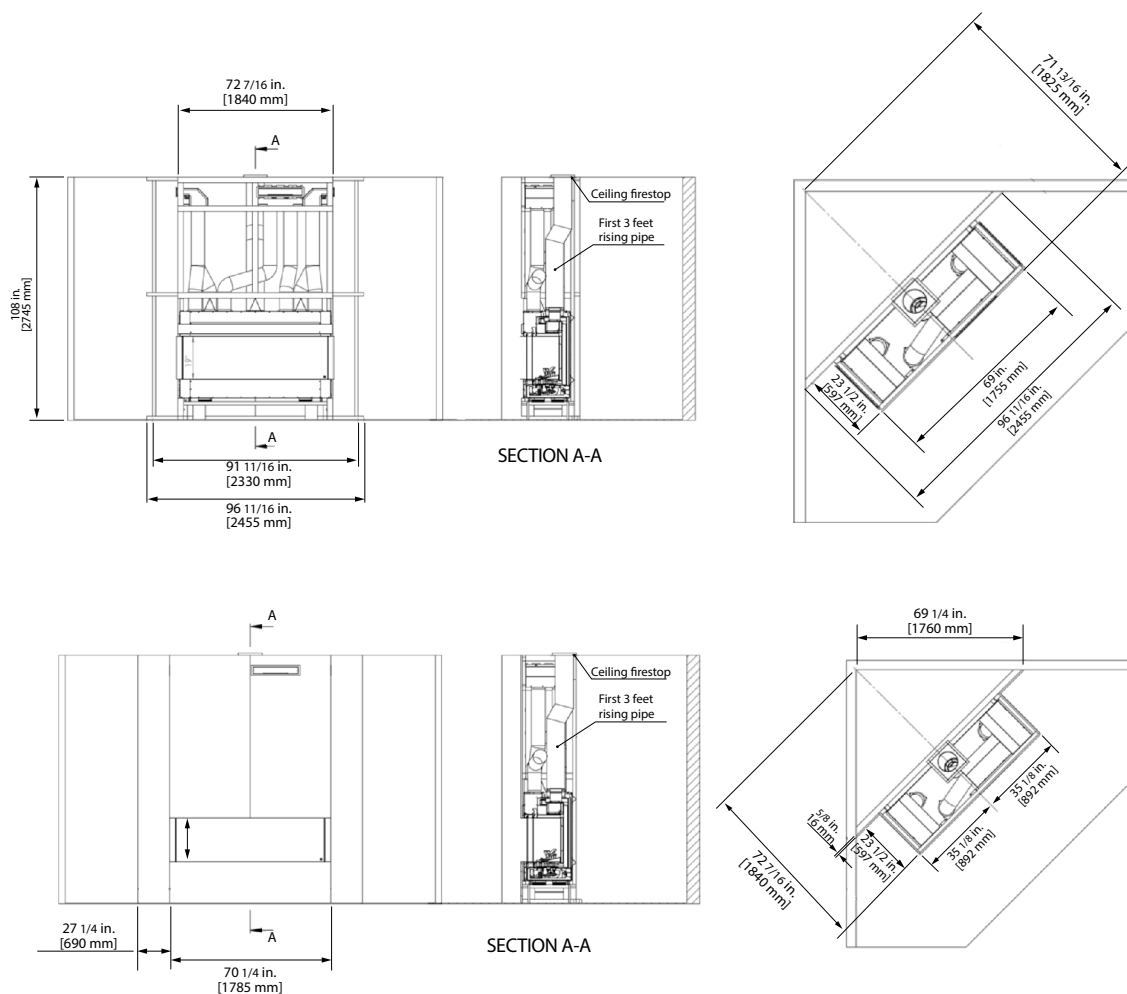 72 7/16 in.
[1840 mm]
A
108 in.
[2745 mm]
19"
A
91 11/16 in.
[2330 mm]
96 11/16 in.
[2455 mm]
Ceiling firestop
First 3 feet
rising pipe
SECTION A-A
71 13/16 in.
[1825 mm]
23 1/2 in.
[597 mm]
69 in.
[1755 mm]
96 11/16 in.
[2455 mm]
A
27 1/4 in.
[690 mm]
A
70 1/4 in.
[1785 mm]
Ceiling firestop
First 3 feet
rising pipe
SECTION A-A
69 1/4 in.
[1760 mm]
35 1/8 in.
[892 mm]
35 1/8 in.
[892 mm]
5/8 in.
16 mm
23 1/2 in.
[597 mm]
72 7/16 in.
[1840 mm]